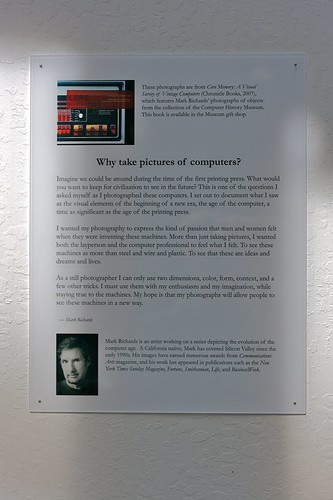 These photographs are from Core Memory: A Visual
Survey of Vintage Computers (Chronicle Books, 2007),
which features Mark Richards' photographs of objects
from the collection of the Computer History Museum.
This book is available in the Museum gift shop.
Why take pictures of computers?
Imagine we could be around during the time of the first printing press. What would
you want to keep for civilization to see in the future? This is one of the questions I
asked myself as I photographed these computers. I set out to document what I saw
as the visual elements of the beginning of a new era, the age of the computer, a
time as significant as the age of the printing press.
I wanted my photography to express the kind of passion that men and women felt
when they were inventing these machines. More than just taking pictures, I wanted
both the layperson and the computer professional to feel what I felt. To see these
machines as more than steel and wire and plastic. To see that these are ideas and
dreams and lives.
As a still photographer I can only use two dimensions, color, form, context, and a
few other tricks. I must use them with my enthusiasm and my imagination, while
staying true to the machines. My hope is that my photographs will allow people to
see these machines in a new way.
— Mark Richards
Mark Richards is an artist working on a series depicting the evolution of the
computer age. A California native, Mark has covered Silicon Valley since the
early 1990s. His images have earned numerous awards from Communication
Arts magazine, and his work has appeared in publications such as the New
York Times Sunday Magazine, Fortune, Smithsonian, Life, and BusinessWeek.